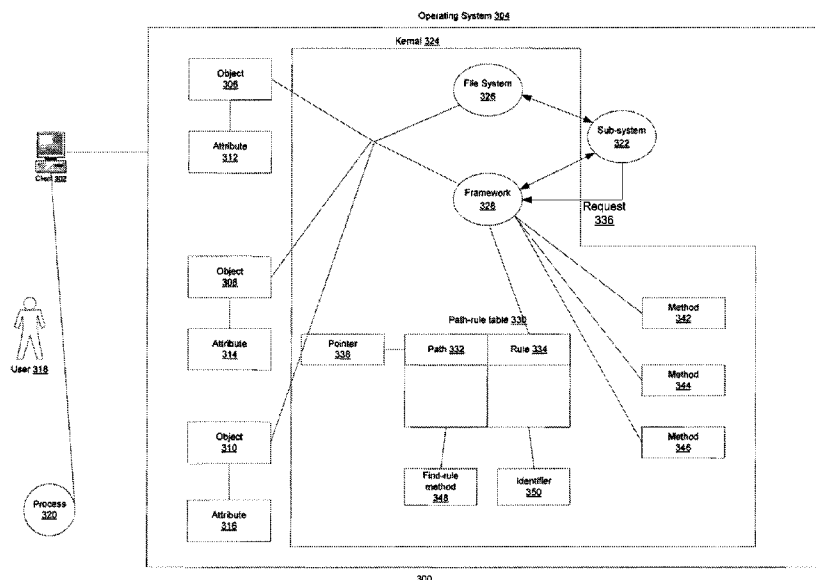 Operating System 304
Kernal 324
Object
306
Attribute
312
File System
326
Sub-system
322
Client 302
Framework
328
Request
336
Object
308
Attribute
314
User 318
Path-rule table 330
Pointer
338
Path 332
Rule 334
Method
342
Method
344
Method
346
Object
310
Attribute
316
Find-rule
method
348
Identifier
350
Process
320
300